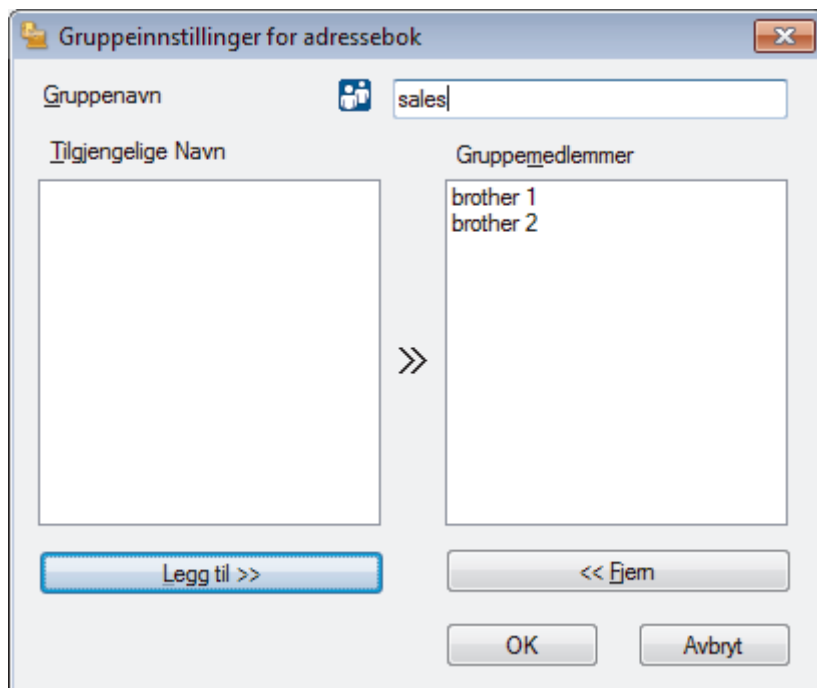 Gruppeinnstillinger for adressebok
Gruppenavn
sales
Tilgjengelige Navn
Gruppemedlemmer
brother 1
brother 2
Legg til >>
<< Fjern
OK
Avbryt